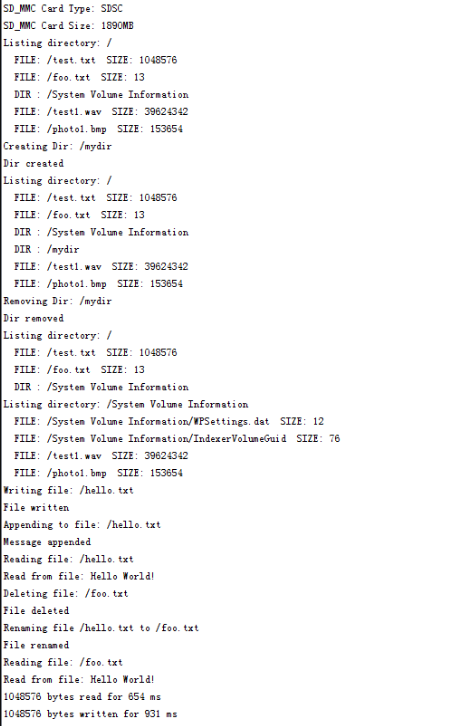 SD_MMC Card Type: SDSC
SD_MMC Card Size: 1890MB
Listing directory: /
FILE: /test.txt SIZE: 1048576
FILE: /foo.txt SIZE: 13
DIR : /System Volume Information
FILE: /test1.wav SIZE: 39624342
FILE: /photo1.bmp SIZE: 153654
Creating Dir: /mydir
Dir created
Listing directory: /
FILE: /test.txt SIZE: 1048576
FILE: /foo.txt SIZE: 13
DIR : /System Volume Information
DIR : /mydir
FILE: /test1.wav SIZE: 39624342
FILE: /photo1.bmp SIZE: 153654
Removing Dir: /mydir
Dir removed
Listing directory: /
FILE: /test.txt SIZE: 1048576
FILE: /foo.txt SIZE: 13
DIR : /System Volume Information
Listing directory: /System Volume Information
FILE: /System Volume Information/WPSettings.dat SIZE: 12
FILE: /System Volume Information/IndexerVolumeGuid SIZE: 76
FILE: /test1.wav SIZE: 39624342
FILE: /photo1.bmp SIZE: 153654
Writing file: /hello.txt
File written
Appending to file: /hello.txt
Message appended
Reading file: /hello.txt
Read from file: Hello World!
Deleting file: /foo.txt
File deleted
Renaming file /hello.txt to /foo.txt
File renamed
Reading file: /foo.txt
Read from file: Hello World!
1048576 bytes read for 654 ms
1048576 bytes written for 931 ms